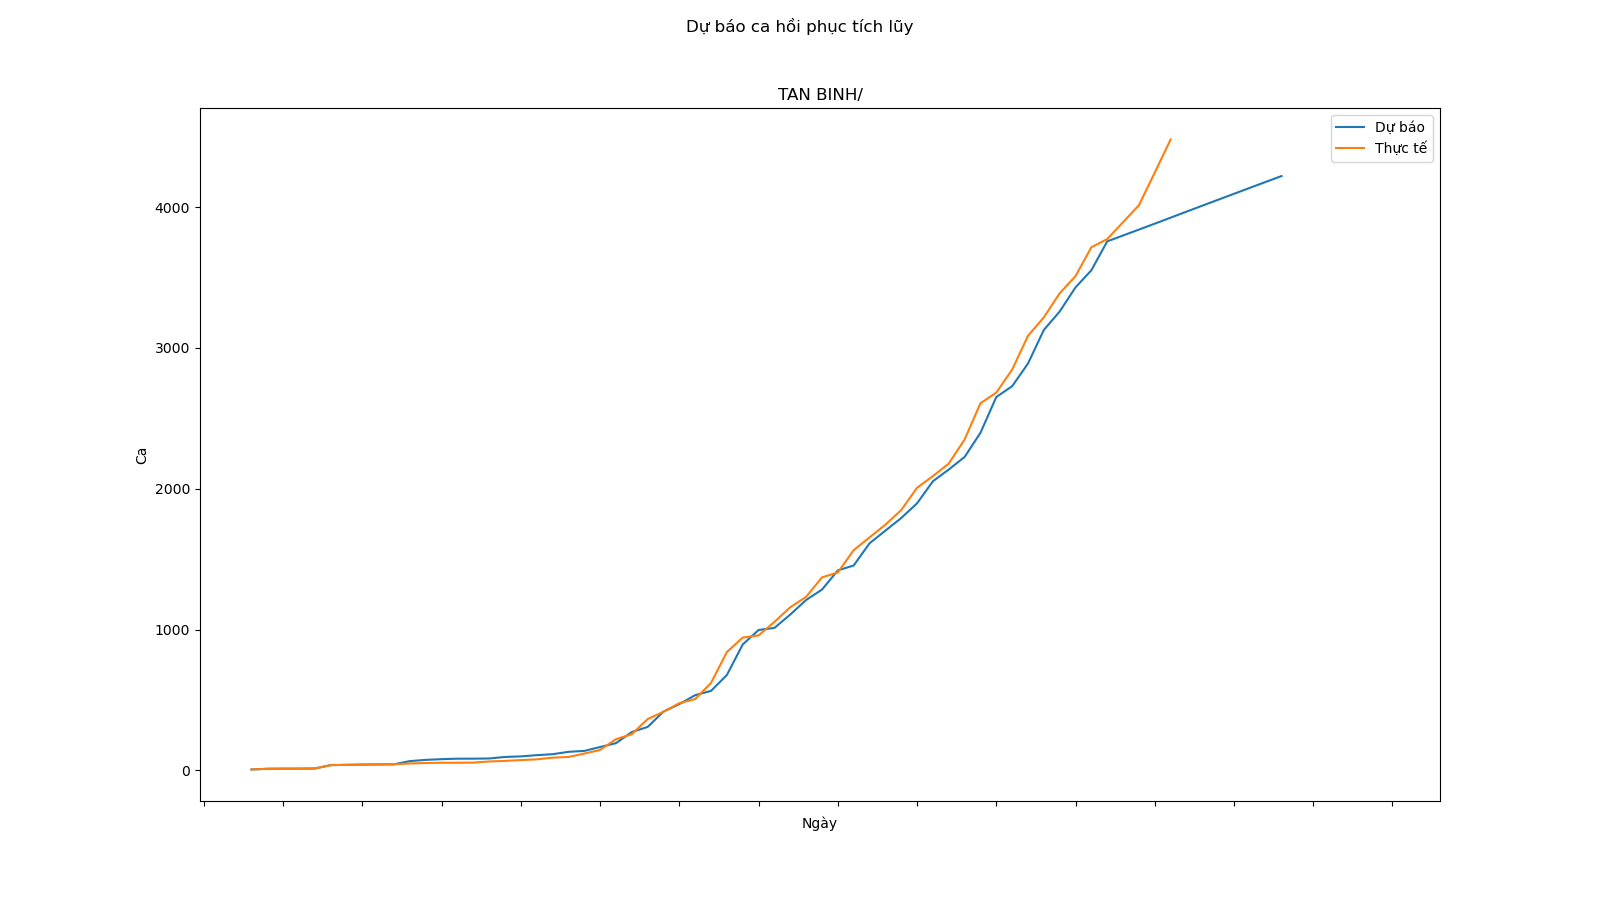 Dự báo ca hồi phục tích lũy
TAN BINH/
Dự báo
Thực tế
4000
3000
2000
1000
0
Ca
Ngày